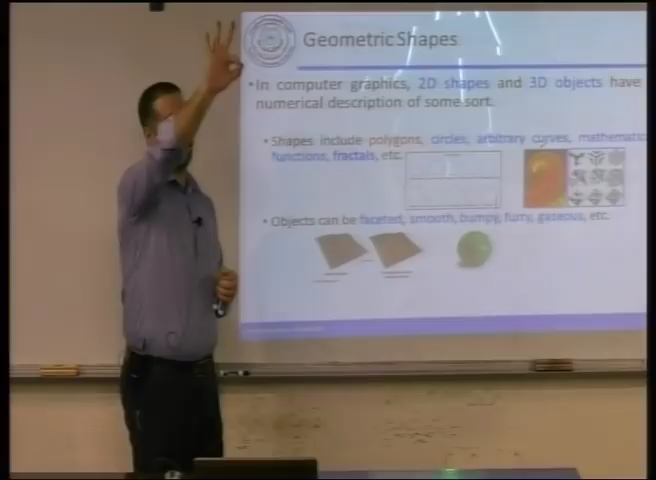 Geometric Shapes
• In computer graphics, 2D shapes and 3D objects have
numerical description of some sort.
• Shapes include polygons, circles, arbitrary curves, mathematic
functions, fractals, etc.
• Objects can be faceted, smooth, bumpy, furry, gaseous, etc.